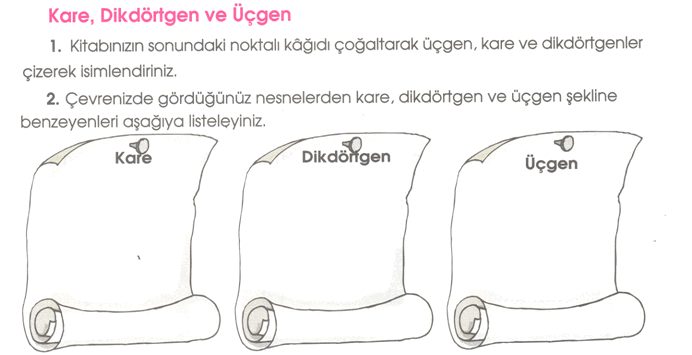 Kare, Dikdörtgen ve Üçgen
1. Kitabınızın sonundaki noktalı kâğıdı çoğaltarak üçgen, kare ve dikdörtgenler
çizerek isimlendiriniz.
2. Çevrenizde gördüğünüz nesnelerden kare, dikdörtgen ve üçgen şekline
benzeyenleri aşağıya listeleyiniz.
Kare
Dikdörtgen
Üçgen